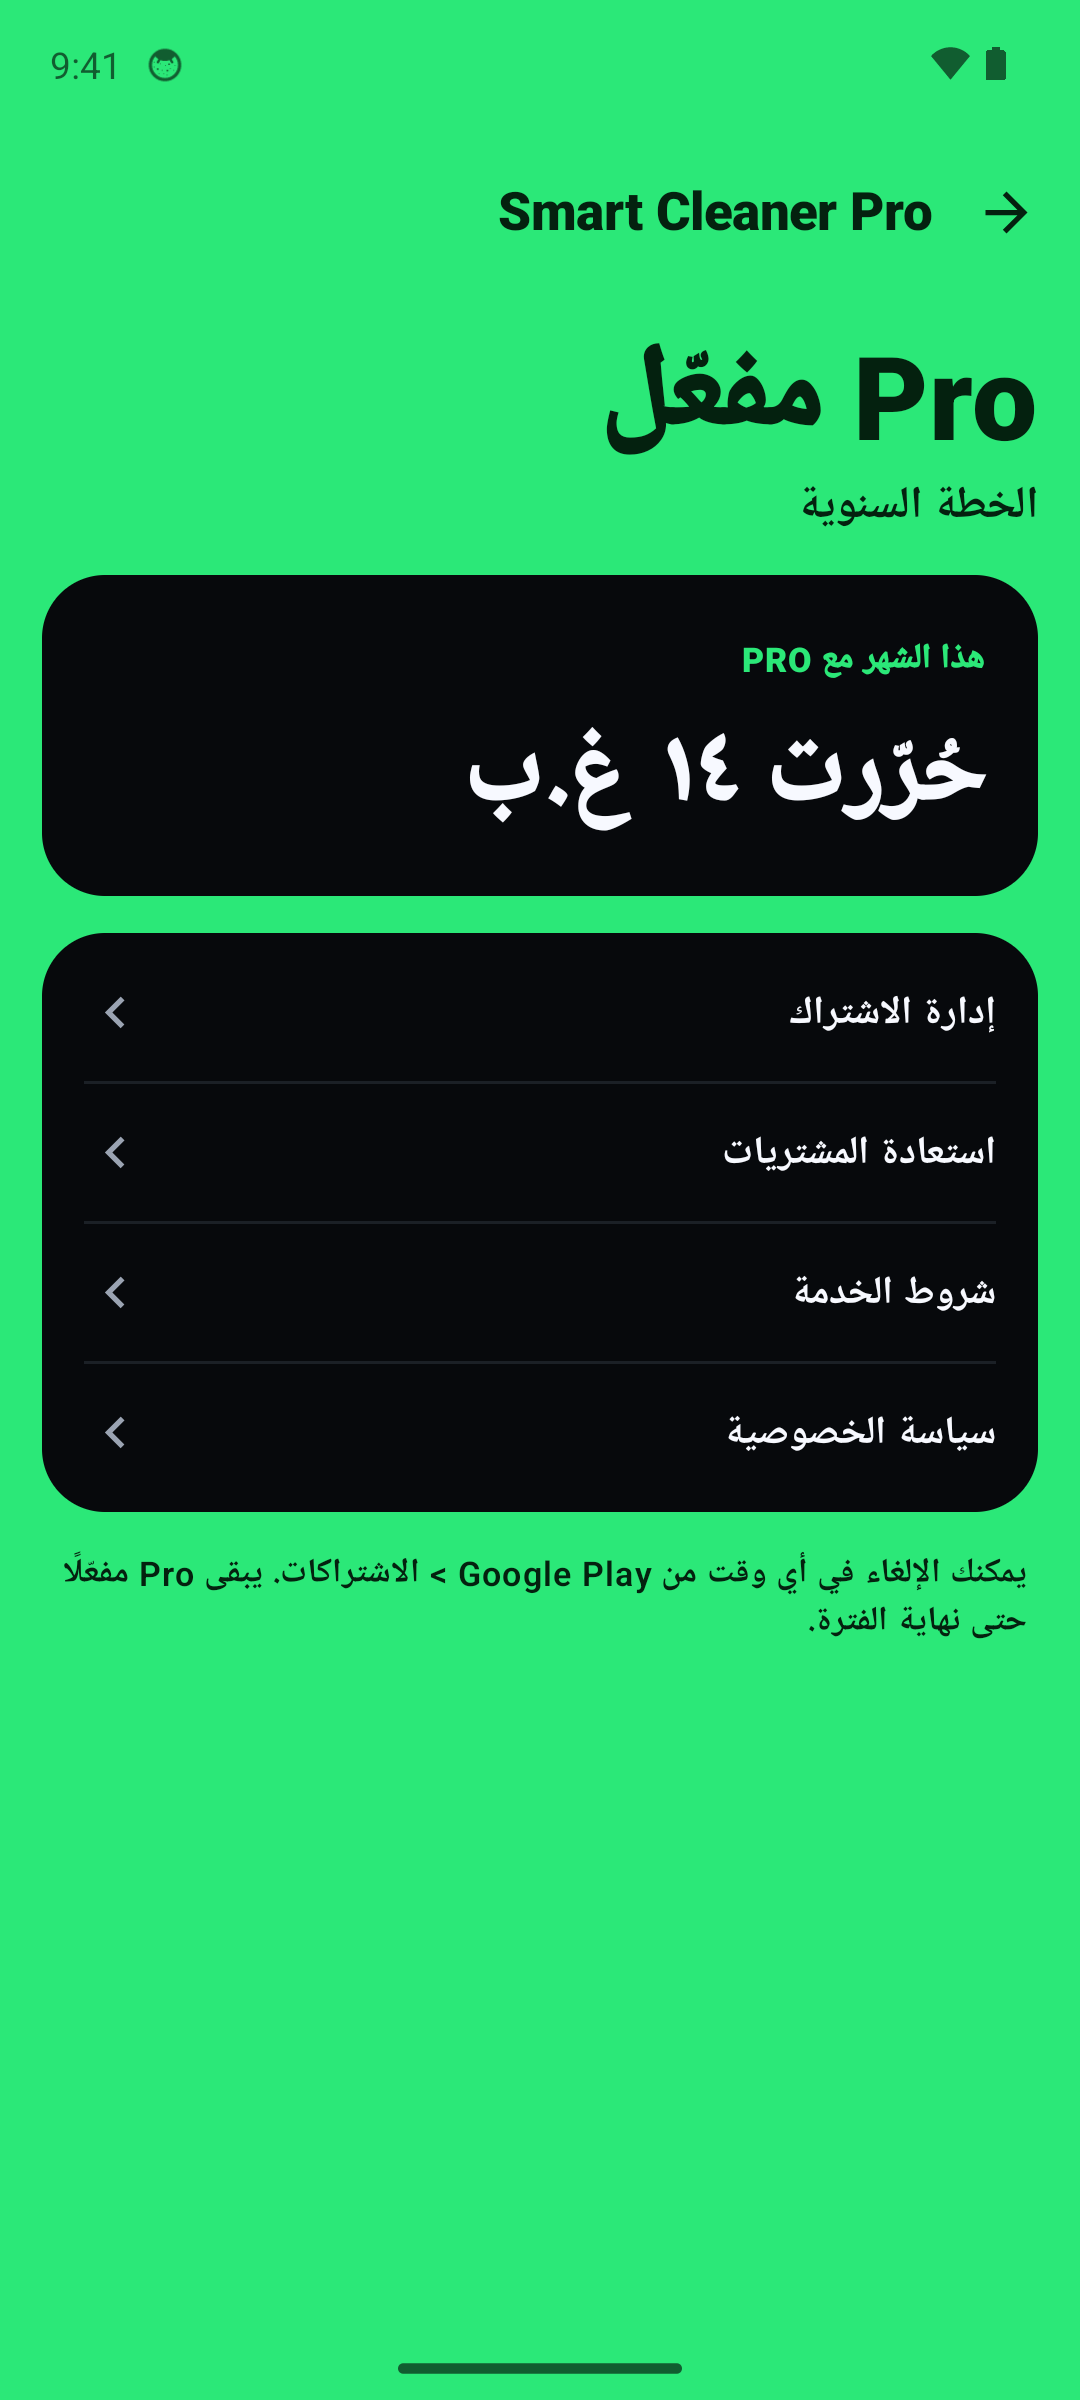 9:41
Smart Cleaner Pro
Pro مفعّل
الخطة السنوية
هذا الشهر مع PRO
حُرّرت ١٤ غ.ب
إدارة الاشتراك
استعادة المشتريات
شروط الخدمة
سياسة الخصوصية
يمكنك الإلغاء في أي وقت من Google Play > الاشتراكات. يبقى Pro مفعّلًا
حتى نهاية الفترة.